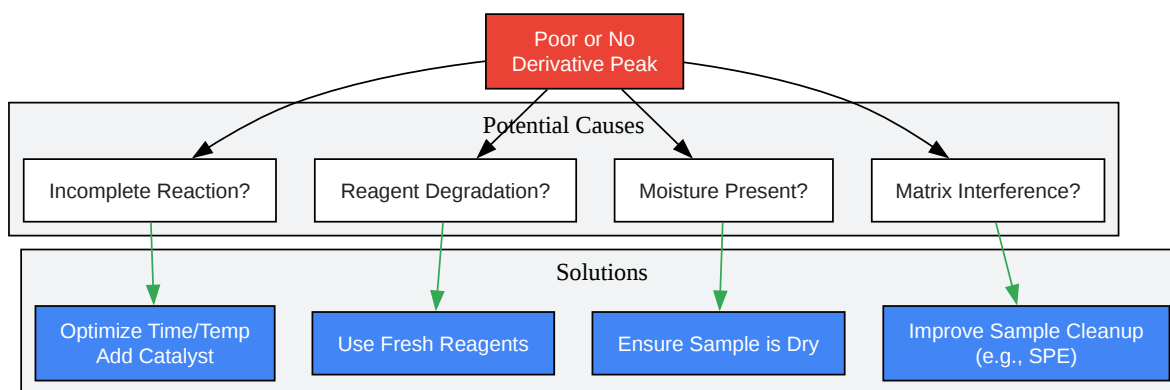 Poor or No
Derivative Peak
Potential Causes
Incomplete Reaction?
Reagent Degradation?
Moisture Present?
Matrix Interference?
Solutions
Optimize Time/Temp
Add Catalyst
Use Fresh Reagents
Ensure Sample is Dry
Improve Sample Cleanup
(e.g., SPE)